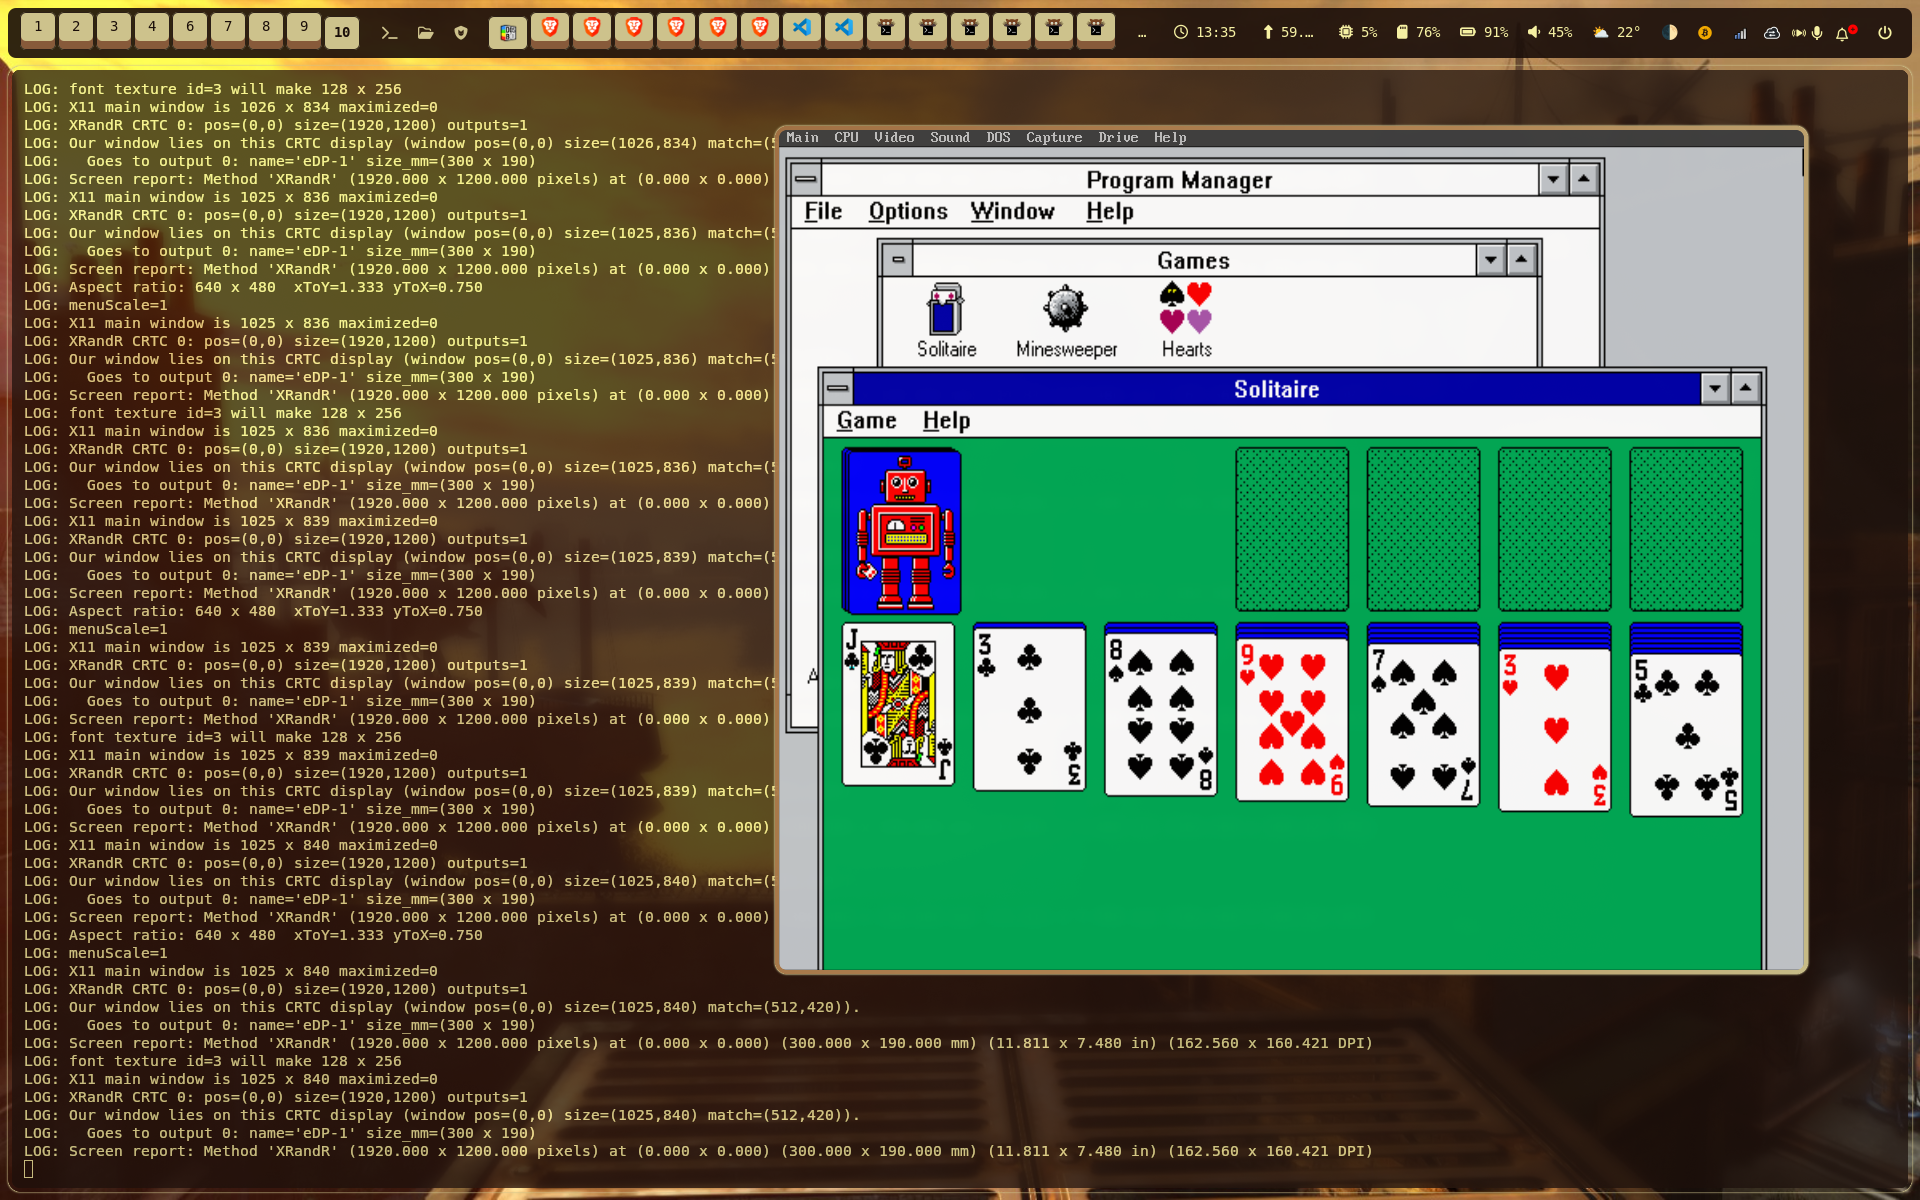 1 2 3 4 6 7 8 9 10 … 13:35 59.… 5% 76% 91% 45% 22°
LOG: font texture id=3 will make 128 x 256
LOG: X11 main window is 1026 x 834 maximized=0
LOG: XRandR CRTC 0: pos=(0,0) size=(1920,1200) outputs=1
LOG: Our window lies on this CRTC display (window pos=(0,0) size=(1026,834) match=(5
LOG:   Goes to output 0: name='eDP-1' size_mm=(300 x 190)
LOG: Screen report: Method 'XRandR' (1920.000 x 1200.000 pixels) at (0.000 x 0.000)
LOG: X11 main window is 1025 x 836 maximized=0
LOG: XRandR CRTC 0: pos=(0,0) size=(1920,1200) outputs=1
LOG: Our window lies on this CRTC display (window pos=(0,0) size=(1025,836) match=(5
LOG:   Goes to output 0: name='eDP-1' size_mm=(300 x 190)
LOG: Screen report: Method 'XRandR' (1920.000 x 1200.000 pixels) at (0.000 x 0.000)
LOG: Aspect ratio: 640 x 480  xToY=1.333 yToX=0.750
LOG: menuScale=1
LOG: X11 main window is 1025 x 836 maximized=0
LOG: XRandR CRTC 0: pos=(0,0) size=(1920,1200) outputs=1
LOG: Our window lies on this CRTC display (window pos=(0,0) size=(1025,836) match=(5
LOG:   Goes to output 0: name='eDP-1' size_mm=(300 x 190)
LOG: Screen report: Method 'XRandR' (1920.000 x 1200.000 pixels) at (0.000 x 0.000)
LOG: font texture id=3 will make 128 x 256
LOG: X11 main window is 1025 x 836 maximized=0
LOG: XRandR CRTC 0: pos=(0,0) size=(1920,1200) outputs=1
LOG: Our window lies on this CRTC display (window pos=(0,0) size=(1025,836) match=(5
LOG:   Goes to output 0: name='eDP-1' size_mm=(300 x 190)
LOG: Screen report: Method 'XRandR' (1920.000 x 1200.000 pixels) at (0.000 x 0.000)
LOG: X11 main window is 1025 x 839 maximized=0
LOG: XRandR CRTC 0: pos=(0,0) size=(1920,1200) outputs=1
LOG: Our window lies on this CRTC display (window pos=(0,0) size=(1025,839) match=(5
LOG:   Goes to output 0: name='eDP-1' size_mm=(300 x 190)
LOG: Screen report: Method 'XRandR' (1920.000 x 1200.000 pixels) at (0.000 x 0.000)
LOG: Aspect ratio: 640 x 480  xToY=1.333 yToX=0.750
LOG: menuScale=1
LOG: X11 main window is 1025 x 839 maximized=0
LOG: XRandR CRTC 0: pos=(0,0) size=(1920,1200) outputs=1
LOG: Our window lies on this CRTC display (window pos=(0,0) size=(1025,839) match=(5
LOG:   Goes to output 0: name='eDP-1' size_mm=(300 x 190)
LOG: Screen report: Method 'XRandR' (1920.000 x 1200.000 pixels) at (0.000 x 0.000)
LOG: font texture id=3 will make 128 x 256
LOG: X11 main window is 1025 x 839 maximized=0
LOG: XRandR CRTC 0: pos=(0,0) size=(1920,1200) outputs=1
LOG: Our window lies on this CRTC display (window pos=(0,0) size=(1025,839) match=(5
LOG:   Goes to output 0: name='eDP-1' size_mm=(300 x 190)
LOG: Screen report: Method 'XRandR' (1920.000 x 1200.000 pixels) at (0.000 x 0.000)
LOG: X11 main window is 1025 x 840 maximized=0
LOG: XRandR CRTC 0: pos=(0,0) size=(1920,1200) outputs=1
LOG: Our window lies on this CRTC display (window pos=(0,0) size=(1025,840) match=(5
LOG:   Goes to output 0: name='eDP-1' size_mm=(300 x 190)
LOG: Screen report: Method 'XRandR' (1920.000 x 1200.000 pixels) at (0.000 x 0.000)
LOG: Aspect ratio: 640 x 480  xToY=1.333 yToX=0.750
LOG: menuScale=1
LOG: X11 main window is 1025 x 840 maximized=0
LOG: XRandR CRTC 0: pos=(0,0) size=(1920,1200) outputs=1
LOG: Our window lies on this CRTC display (window pos=(0,0) size=(1025,840) match=(512,420)).
LOG:   Goes to output 0: name='eDP-1' size_mm=(300 x 190)
LOG: Screen report: Method 'XRandR' (1920.000 x 1200.000 pixels) at (0.000 x 0.000) (300.000 x 190.000 mm) (11.811 x 7.480 in) (162.560 x 160.421 DPI)
LOG: font texture id=3 will make 128 x 256
LOG: X11 main window is 1025 x 840 maximized=0
LOG: XRandR CRTC 0: pos=(0,0) size=(1920,1200) outputs=1
LOG: Our window lies on this CRTC display (window pos=(0,0) size=(1025,840) match=(512,420)).
LOG:   Goes to output 0: name='eDP-1' size_mm=(300 x 190)
LOG: Screen report: Method 'XRandR' (1920.000 x 1200.000 pixels) at (0.000 x 0.000) (300.000 x 190.000 mm) (11.811 x 7.480 in) (162.560 x 160.421 DPI)
Main CPU Video Sound DOS Capture Drive Help
Program Manager
File Options Window Help
Games
Solitaire Minesweeper Hearts
Solitaire
Game Help
J 3 8 9 7 3 5
J 3 8 9 7 3 5
A